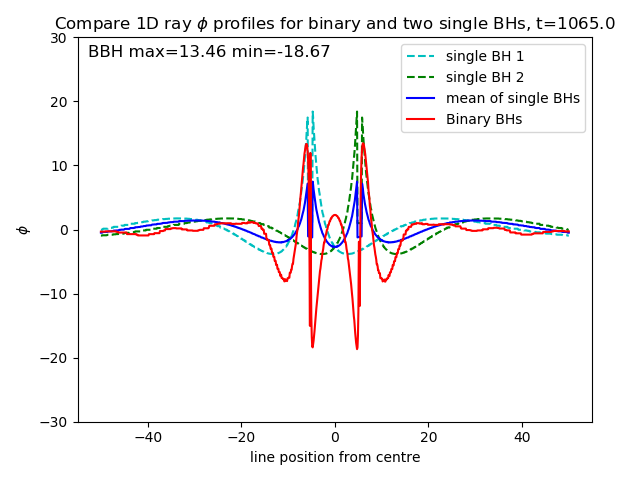 Compare 1D ray ϕ profiles for binary and two single BHs, t=1065.0
BBH max=13.46 min=-18.67
single BH 1
single BH 2
mean of single BHs
Binary BHs
30
20
10
0
−10
−20
−30
ϕ
−40
−20
0
20
40
line position from centre